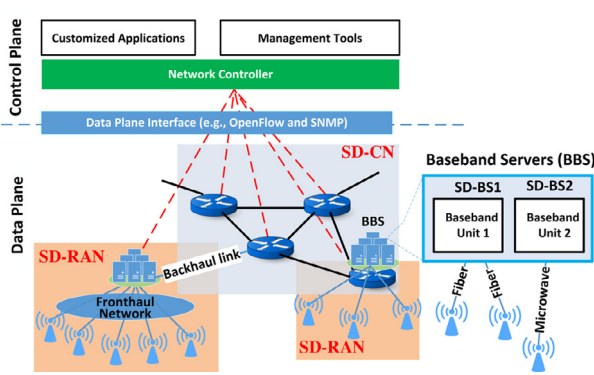 Control Plane
Customized Applications
Management Tools
Network Controller
Data Plane Interface (e.g., OpenFlow and SNMP)
Data Plane
SD-CN
Baseband Servers (BBS)
SD-BS1
SD-BS2
Baseband
Unit 1
Baseband
Unit 2
BBS
SD-RAN
Backhaul link
Fronthaul
Network
SD-RAN
Fiber
Fiber
Microwave